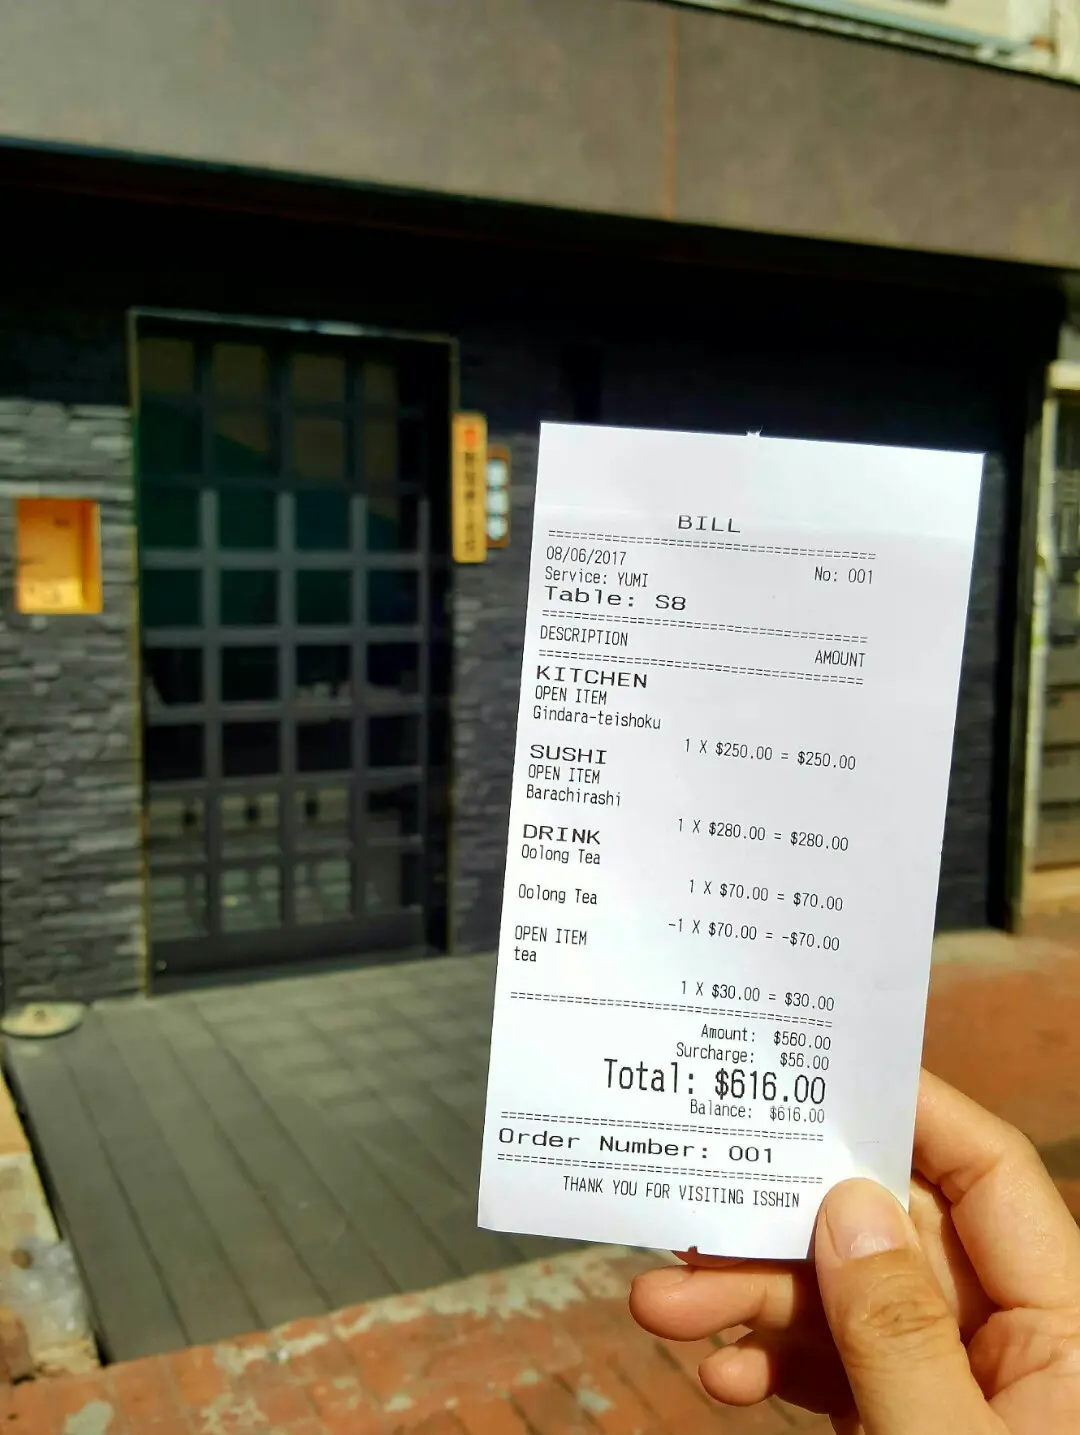 BILL
==========================================
08/06/2017 No: 001
Service: YUMI
Table: S8
==========================================
DESCRIPTION AMOUNT
==========================================
KITCHEN
OPEN ITEM
Gindara-teishoku
1 X $250.00 = $250.00
SUSHI
OPEN ITEM
Barachirashi
1 X $280.00 = $280.00
DRINK
Oolong Tea
1 X $70.00 = $70.00
Oolong Tea
-1 X $70.00 = -$70.00
OPEN ITEM
tea
1 X $30.00 = $30.00
==========================================
Amount: $560.00
Surcharge: $56.00
Total: $616.00
Balance: $616.00
==========================================
Order Number: 001
==========================================
THANK YOU FOR VISITING ISSHIN